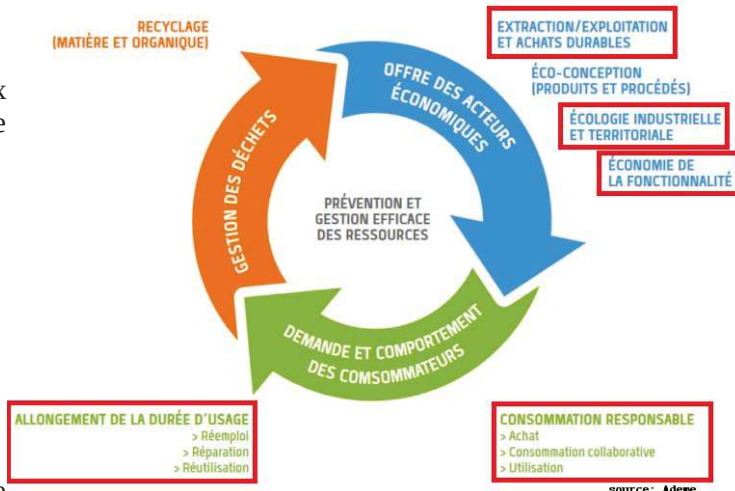 RECYCLAGE
(MATIÈRE ET ORGANIQUE)
EXTRACTION/EXPLOITATION
ET ACHATS DURABLES
ÉCO-CONCEPTION
(PRODUITS ET PROCÉDÉS)
ÉCOLOGIE INDUSTRIELLE
ET TERRITORIALE
ÉCONOMIE DE
LA FONCTIONNALITÉ
OFFRE DES ACTEURS
ÉCONOMIQUES
GESTION DES DÉCHETS
PRÉVENTION ET
GESTION EFFICACE
DES RESSOURCES
DEMANDE ET COMPORTEMENT
DES COMSOMMATEURS
ALLONGEMENT DE LA DURÉE D'USAGE
> Réemploi
> Réparation
> Réutilisation
CONSOMMATION RESPONSABLE
> Achat
> Consommation collaborative
> Utilisation
source: Ademe